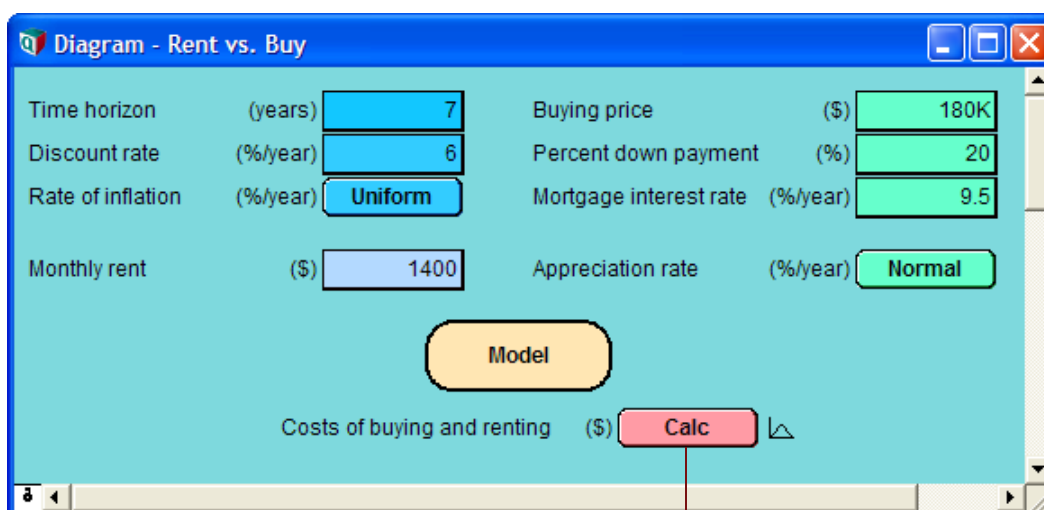 Diagram - Rent vs. Buy
Time horizon (years) 7 Buying price ($) 180K
Discount rate (%/year) 6 Percent down payment (%) 20
Rate of inflation (%/year) Uniform Mortgage interest rate (%/year) 9.5
Monthly rent ($) 1400 Appreciation rate (%/year) Normal
Model
Costs of buying and renting ($) Calc